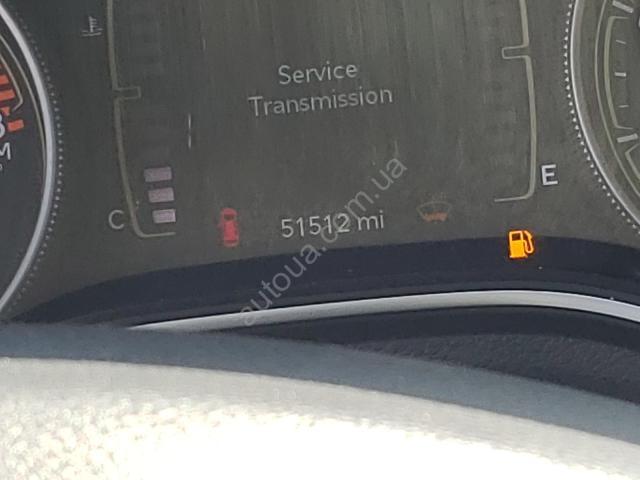 Service
Transmission
E
C
51512 mi
autoua.com.ua